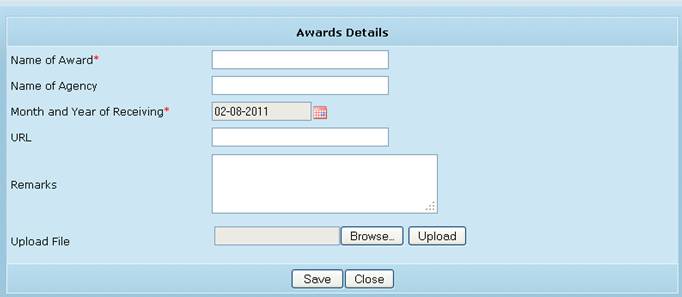 Awards Details
Name of Award*
Name of Agency
Month and Year of Receiving* 02-08-2011
URL
Remarks
Upload File Browse... Upload
Save Close